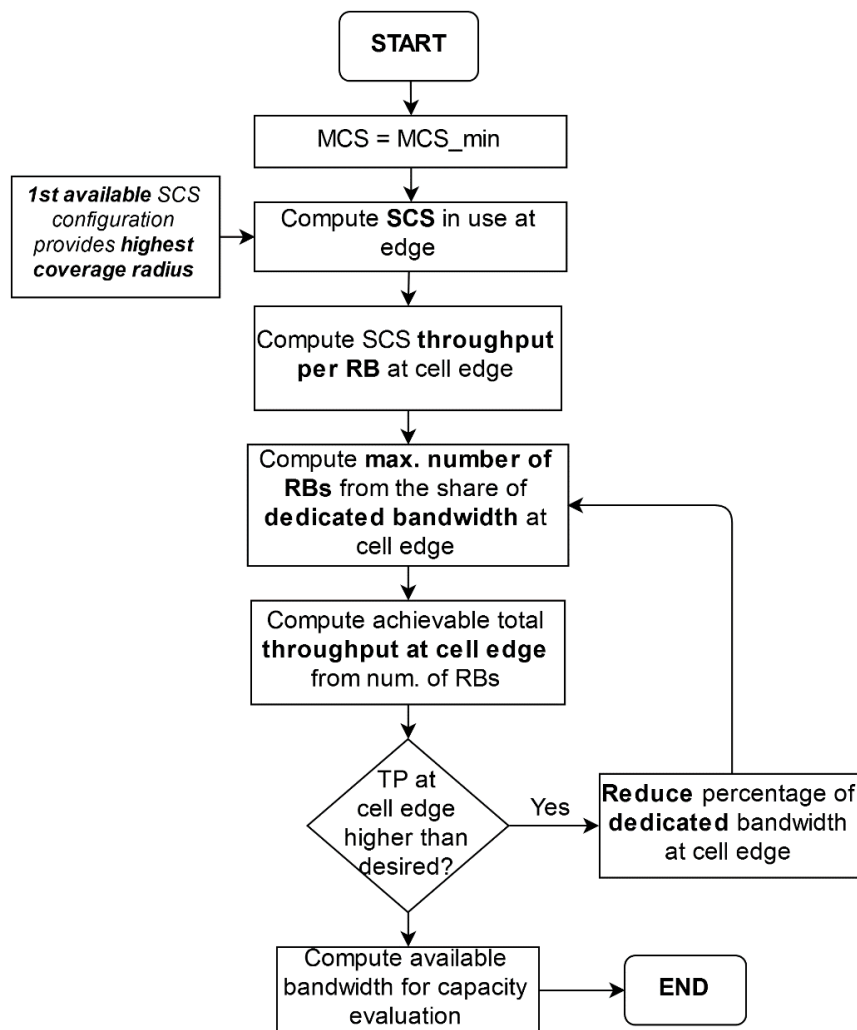 START
MCS = MCS_min
1st available SCS
configuration
provides highest
coverage radius
Compute SCS in use at
edge
Compute SCS throughput
per RB at cell edge
Compute max. number of
RBs from the share of
dedicated bandwidth at
cell edge
Compute achievable total
throughput at cell edge
from num. of RBs
TP at
cell edge
higher than
desired?
Yes
Reduce percentage of
dedicated bandwidth
at cell edge
Compute available
bandwidth for capacity
evaluation
END